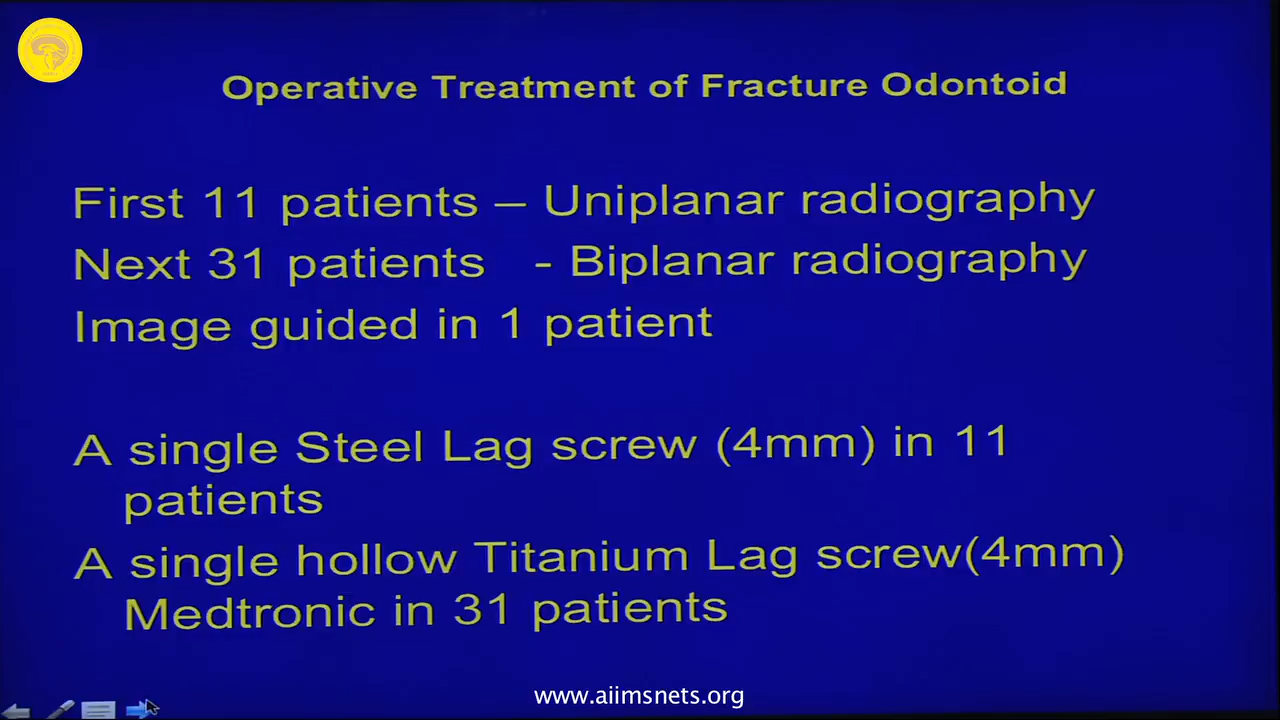 Operative Treatment of Fracture Odontoid
First 11 patients – Uniplanar radiography
Next 31 patients - Biplanar radiography
Image guided in 1 patient
A single Steel Lag screw (4mm) in 11
patients
A single hollow Titanium Lag screw(4mm)
Medtronic in 31 patients
www.aiimsnets.org